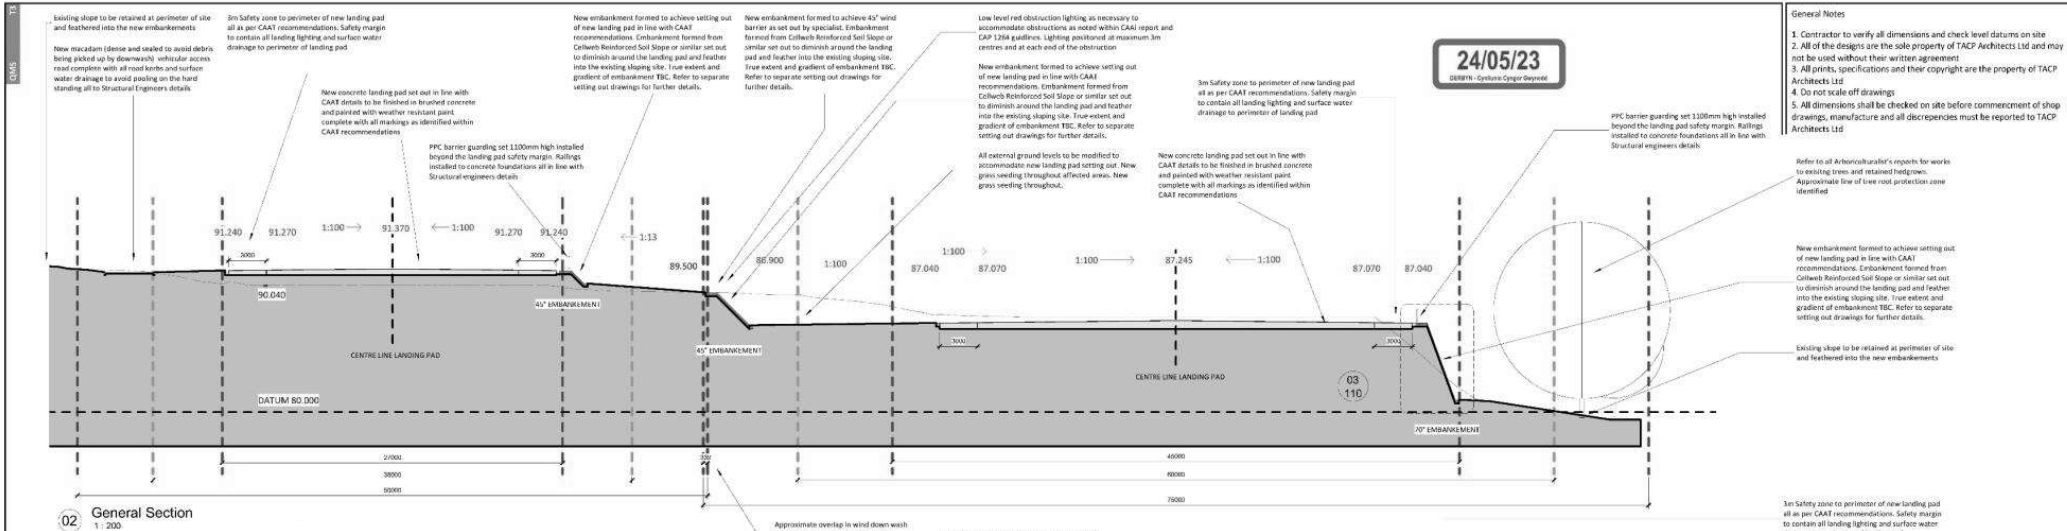 T3
QMS
Existing slope to be retained at perimeter of site
and feathered into the new embankments
New macadam (dense and sealed to avoid debris
being picked up by downwash) vehicular access
road complete with all road kerbs and surface
water drainage to avoid pooling on the hard
standing all to Structural Engineers details
3m Safety zone to perimeter of new landing pad
all as per CAAT recommendations. Safety margin
to contain all landing lighting and surface water
drainage to perimeter of landing pad
New concrete landing pad set out in line with
CAAT details to be finished in brushed concrete
and painted with weather resistant paint
complete with all markings as identified within
CAAT recommendations
PPC barrier guarding set 1100mm high installed
beyond the landing pad safety margin. Railings
installed to concrete foundations all in line with
Structural engineers details
New embankment formed to achieve setting out
of new landing pad in line with CAAT
recommendations. Embankment formed from
Cellweb Reinforced Soil Slope or similar set out
to diminish around the landing pad and feather
into the existing sloping site. True extent and
gradient of embankment TBC. Refer to separate
setting out drawings for further details.
New embankment formed to achieve 45° wind
barrier as set out by specialist. Embankment
formed from Cellweb Reinforced Soil Slope or
similar set out to diminish around the landing
pad and feather into the existing sloping site.
True extent and gradient of embankment TBC.
Refer to separate setting out drawings for
further details.
Low level red obstruction lighting as necessary to
accommodate obstructions as noted within CAAi report and
CAP 1264 guidlines. Lighting positioned at maximum 3m
centres and at each end of the obstruction
New embankment formed to achieve setting out
of new landing pad in line with CAAT
recommendations. Embankment formed from
Cellweb Reinforced Soil Slope or similar set out
to diminish around the landing pad and feather
into the existing sloping site. True extent and
gradient of embankment TBC. Refer to separate
setting out drawings for further details.
All external ground levels to be modified to
accommodate new landing pad setting out. New
grass seeding throughout affected areas. New
grass seeding throughout.
3m Safety zone to perimeter of new landing pad
all as per CAAT recommendations. Safety margin
to contain all landing lighting and surface water
drainage to perimeter of landing pad
New concrete landing pad set out in line with
CAAT details to be finished in brushed concrete
and painted with weather resistant paint
complete with all markings as identified within
CAAT recommendations
24/05/23
DERBYN - Cynllunio Cyngor Gwynedd
PPC barrier guarding set 1100mm high installed
beyond the landing pad safety margin. Railings
installed to concrete foundations all in line with
Structural engineers details
General Notes
1. Contractor to verify all dimensions and check level datums on site
2. All of the designs are the sole property of TACP Architects Ltd and may
not be used without their written agreement
3. All prints, specifications and their copyright are the property of TACP
Architects Ltd
4. Do not scale off drawings
5. All dimensions shall be checked on site before commencment of shop
drawings, manufacture and all discrepencies must be reported to TACP
Architects Ltd
Refer to all Arboriculturalist's reports for works
to existing trees and retained hedgrows.
Approximate line of tree root protection zone
identified
New embankment formed to achieve setting out
of new landing pad in line with CAAT
recommendations. Embankment formed from
Cellweb Reinforced Soil Slope or similar set out
to diminish around the landing pad and feather
into the existing sloping site. True extent and
gradient of embankment TBC. Refer to separate
setting out drawings for further details.
Existing slope to be retained at perimeter of site
and feathered into the new embankments
91.240 91.270 1:100 91.370 1:100 91.270 91.240
1:13
89.500
86.900
1:100
1:100
87.040 87.070 1:100 87.245 1:100 87.070 87.040
3000
3000
90.040
45° EMBANKMENT
45° EMBANKMENT
3000
3000
CENTRE LINE LANDING PAD
CENTRE LINE LANDING PAD
03
110
DATUM 80.000
70° EMBANKMENT
27000
38000
50000
45000
60000
75000
02
General Section
1 : 200
Approximate overlap in wind down wash
3m Safety zone to perimeter of new landing pad
all as per CAAT recommendations. Safety margin
to contain all landing lighting and surface water